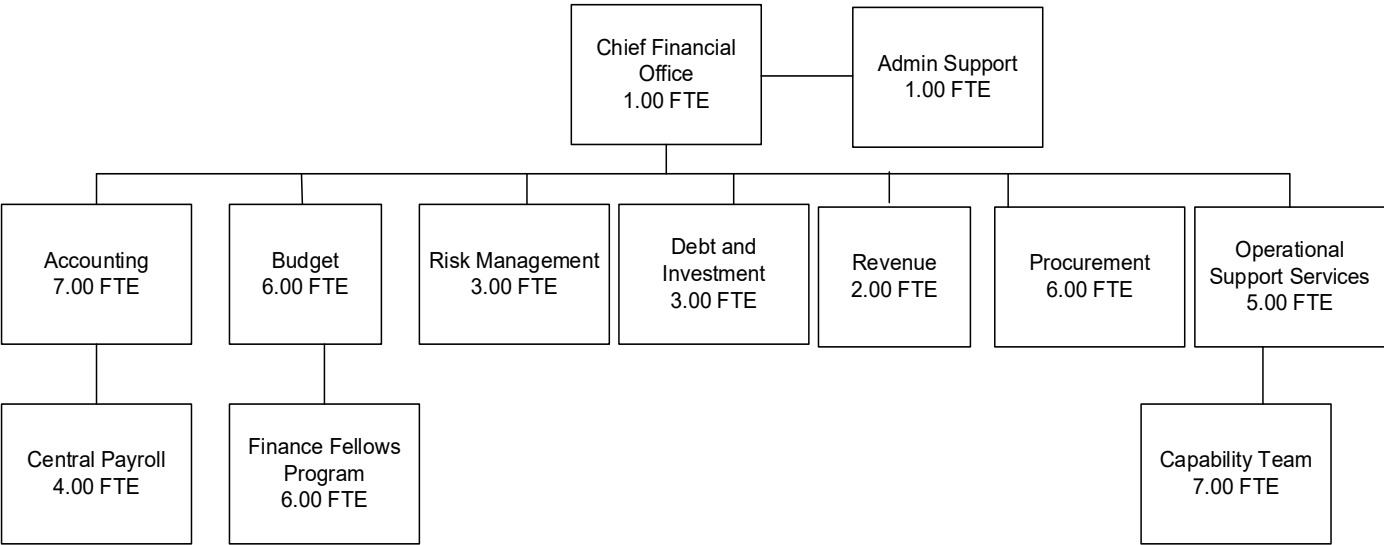 Chief Financial
Office
1.00 FTE
Admin Support
1.00 FTE
Accounting
7.00 FTE
Budget
6.00 FTE
Risk Management
3.00 FTE
Debt and
Investment
3.00 FTE
Revenue
2.00 FTE
Procurement
6.00 FTE
Operational
Support Services
5.00 FTE
Central Payroll
4.00 FTE
Finance Fellows
Program
6.00 FTE
Capability Team
7.00 FTE